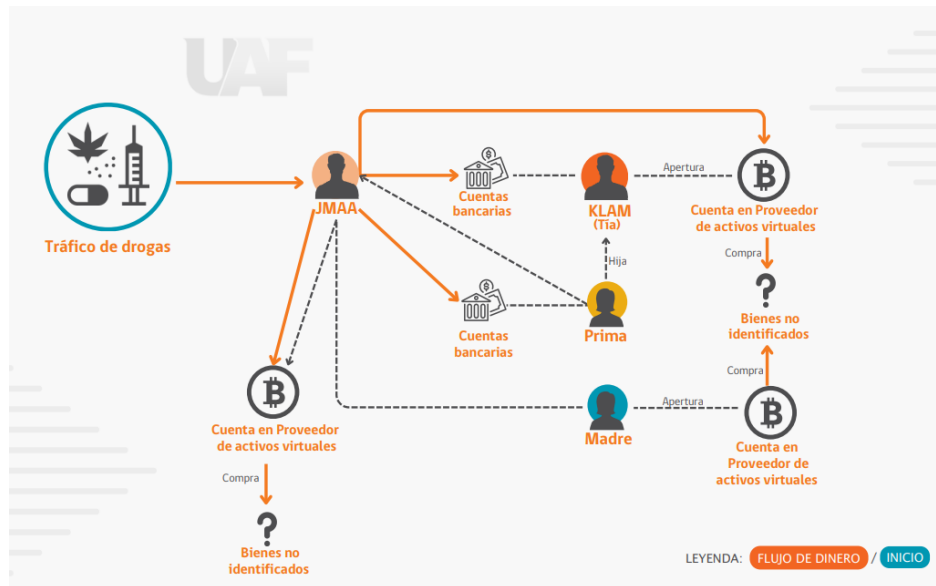 UAF
Tráfico de drogas
JMAA
Cuentas
bancarias
KLAM
(Tía)
Apertura
Cuenta en Proveedor
de activos virtuales
Compra
Hija
Bienes no
identificados
Cuentas
bancarias
Prima
Compra
Cuenta en Proveedor
de activos virtuales
Madre
Apertura
Cuenta en
Proveedor de
activos virtuales
Compra
Bienes no
identificados
LEYENDA: FLUJO DE DINERO / INICIO